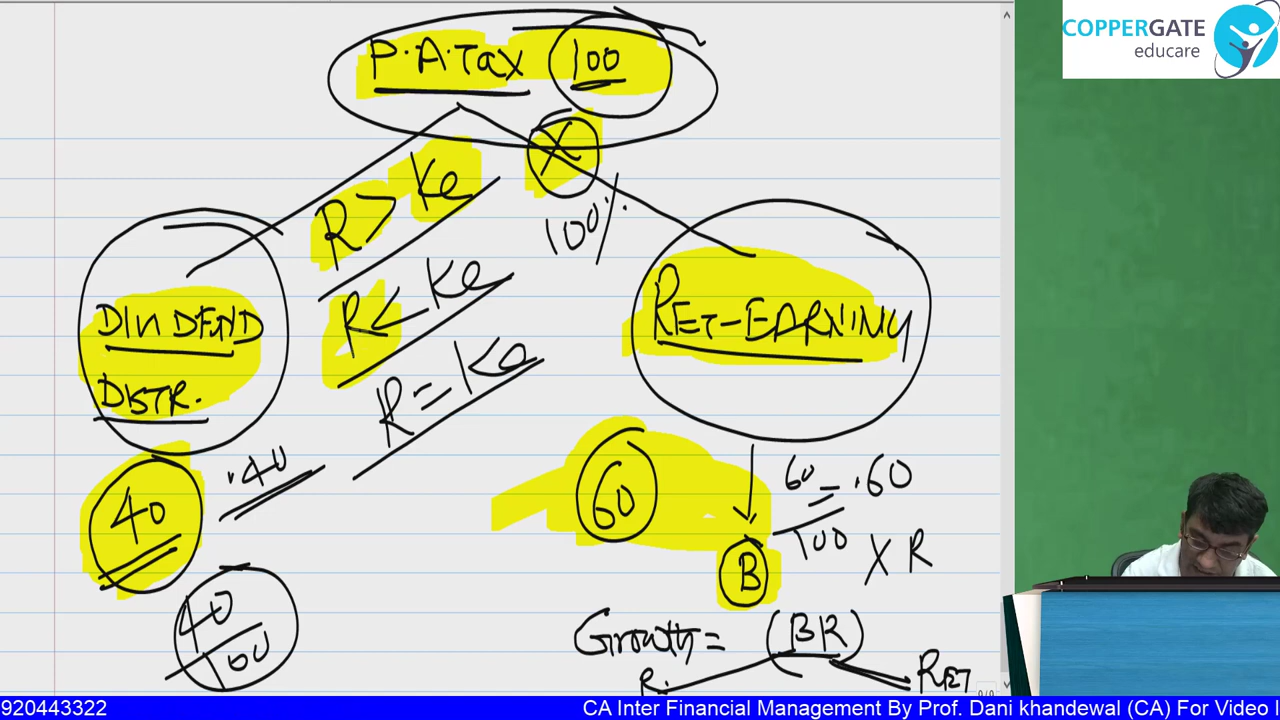 COPPERGATE
educare
P.A.Tax 100
X
R > Ke
100%
R < Ke
R = Ke
DIVIDEND
DISTR.
RET-EARNING
40
.40
60
60/100 = .60
X R
B
40/100
Growth = (BR)
R.
RET
920443322
CA Inter Financial Management By Prof. Dani khandewal (CA) For Video l